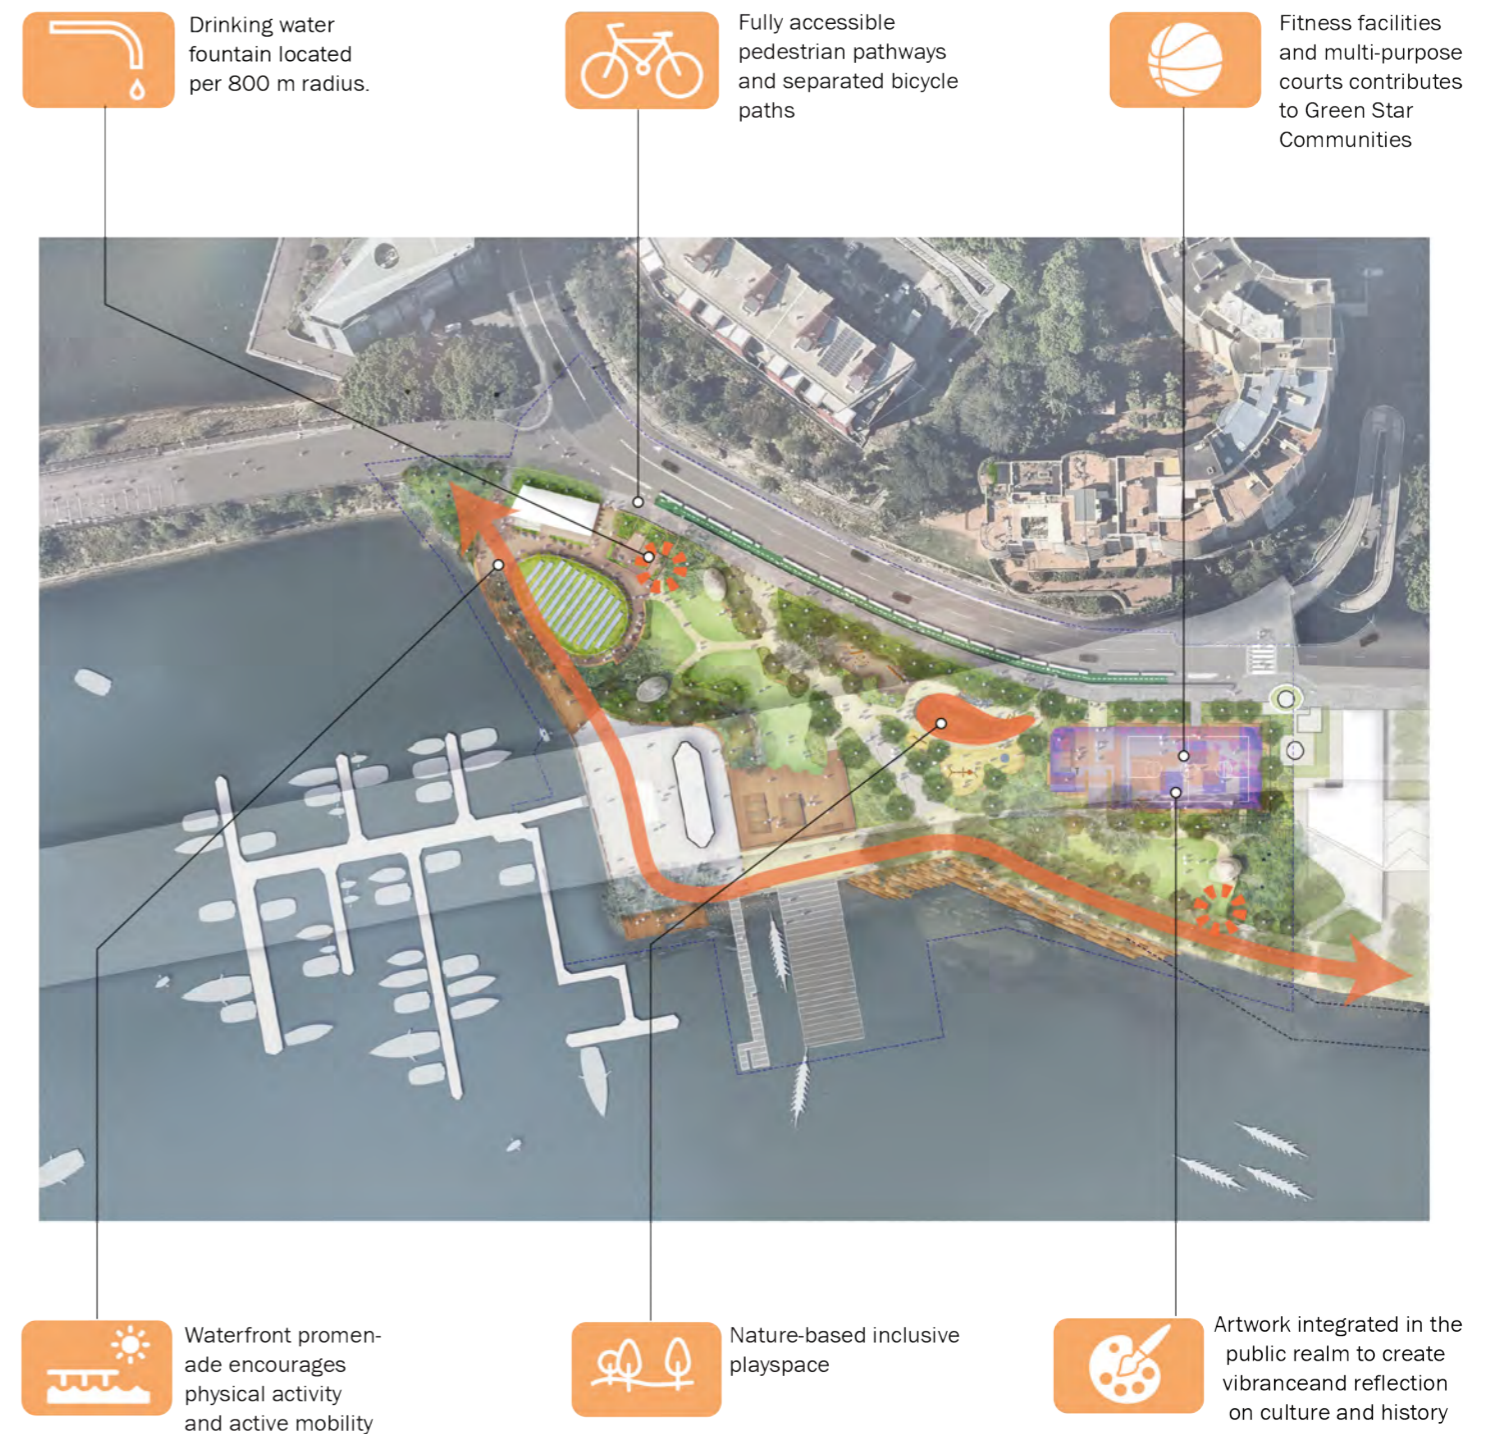 Drinking water
fountain located
per 800 m radius.
Fully accessible
pedestrian pathways
and separated bicycle
paths
Fitness facilities
and multi-purpose
courts contributes
to Green Star
Communities
Waterfront promen-
ade encourages
physical activity
and active mobility
Nature-based inclusive
playspace
Artwork integrated in the
public realm to create
vibranceand reflection
on culture and history